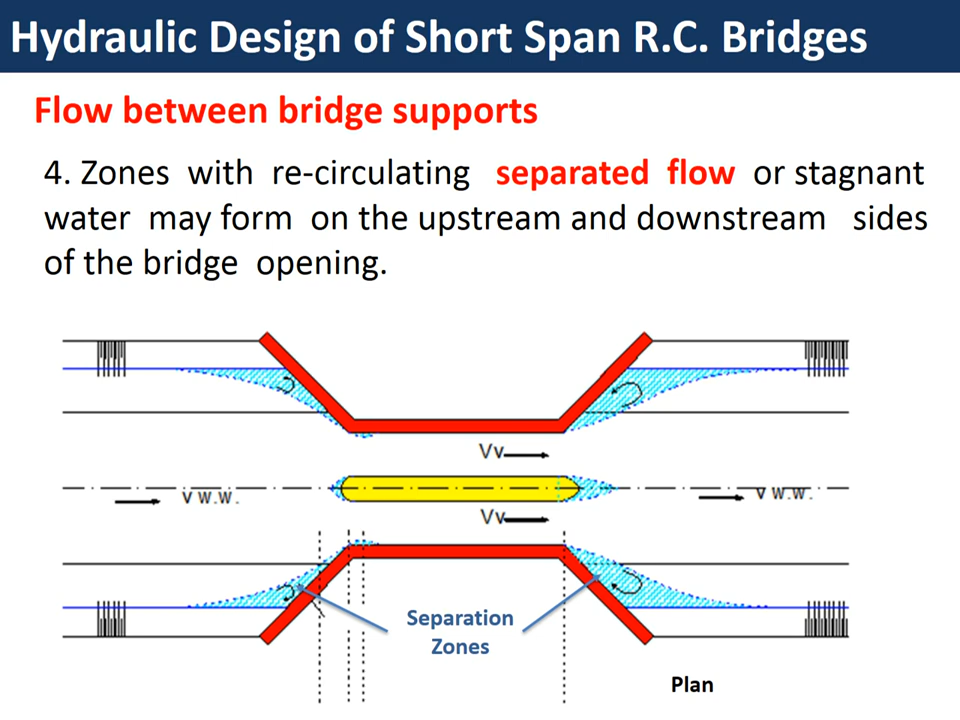 Hydraulic Design of Short Span R.C. Bridges
Flow between bridge supports
4. Zones with re-circulating separated flow or stagnant
water may form on the upstream and downstream sides
of the bridge opening.
Vv
v w.w.
v w.w.
Vv
Separation
Zones
Plan